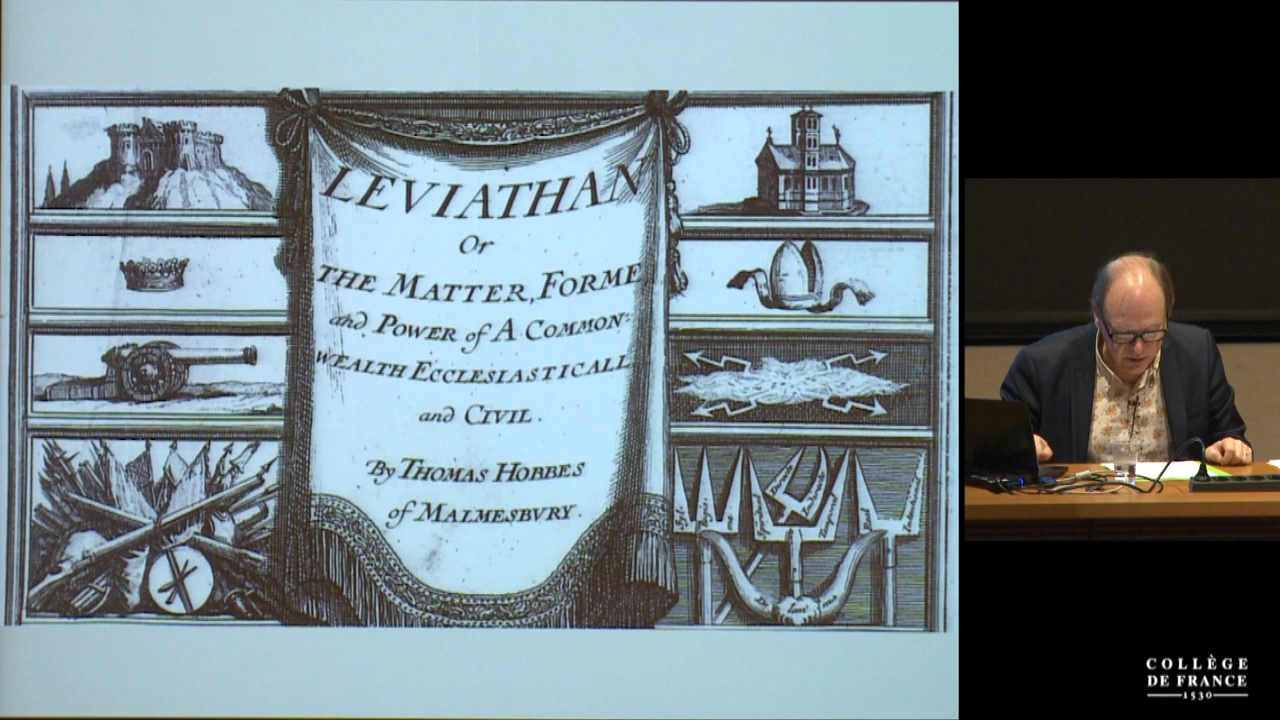 LEVIATHAN
Or
THE MATTER, FORME
and POWER of A COMMON-
WEALTH ECCLESIASTICALL
and CIVIL.
By THOMAS HOBBES
of MALMESBVRY.
COLLÈGE
DE FRANCE
1530